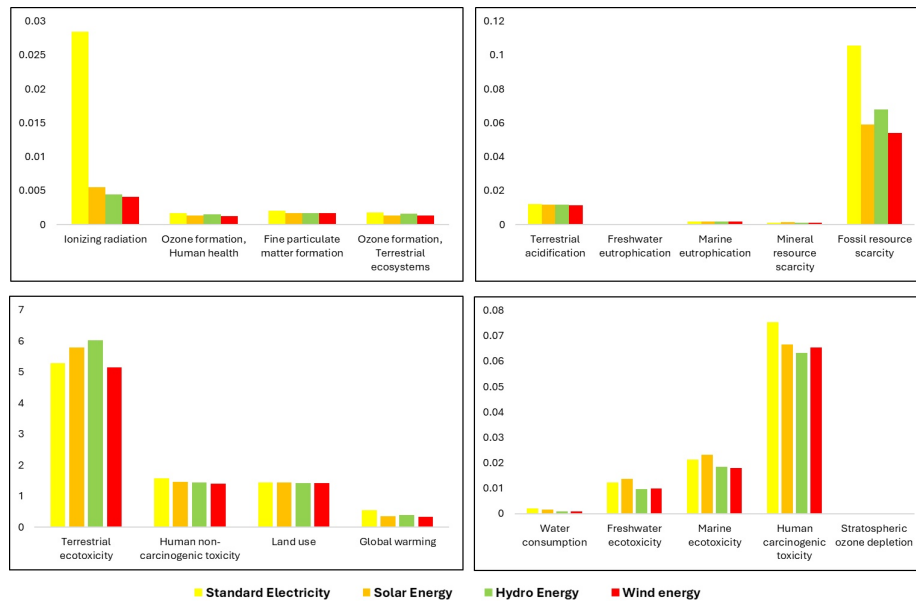 0.03
0.025
0.02
0.015
0.01
0.005
0
Ionizing radiation
Ozone formation,
Human health
Fine particulate
matter formation
Ozone formation,
Terrestrial
ecosystems
0.12
0.1
0.08
0.06
0.04
0.02
0
Terrestrial
acidification
Freshwater
eutrophication
Marine
eutrophication
Mineral
resource
scarcity
Fossil resource
scarcity
7
6
5
4
3
2
1
0
Terrestrial
ecotoxicity
Human non-
carcinogenic toxicity
Land use
Global warming
0.08
0.07
0.06
0.05
0.04
0.03
0.02
0.01
0
Water
consumption
Freshwater
ecotoxicity
Marine
ecotoxicity
Human
carcinogenic
toxicity
Stratospheric
ozone depletion
Standard Electricity Solar Energy Hydro Energy Wind energy